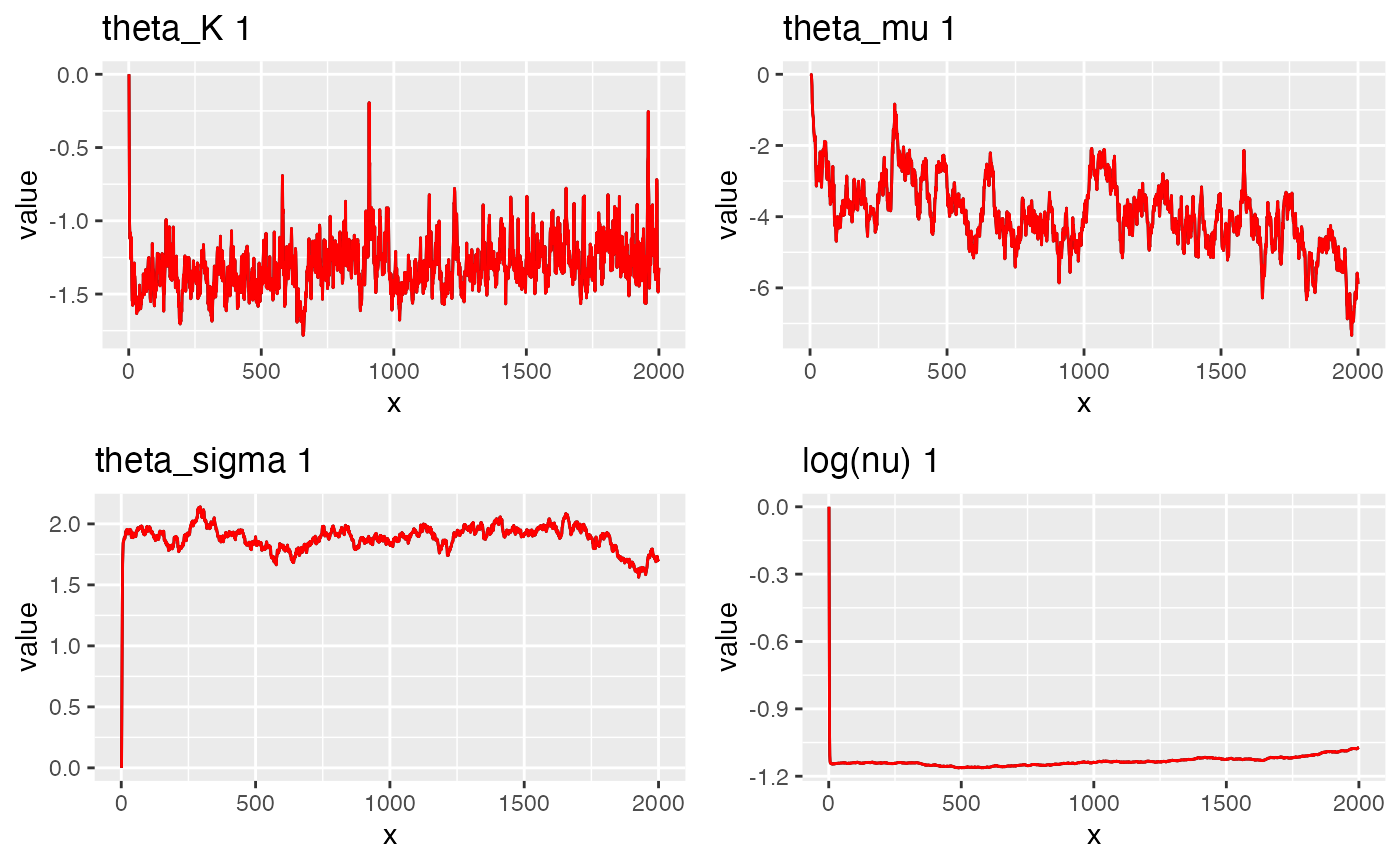 theta_K 1
value
0.0
-0.5
-1.0
-1.5
0 500 1000 1500 2000
x
theta_mu 1
value
0
-2
-4
-6
0 500 1000 1500 2000
x
theta_sigma 1
value
2.0
1.5
1.0
0.5
0.0
0 500 1000 1500 2000
x
log(nu) 1
value
0.0
-0.3
-0.6
-0.9
-1.2
0 500 1000 1500 2000
x